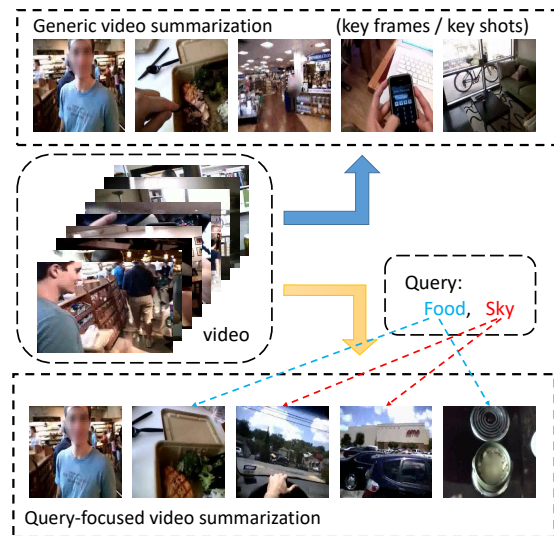 Generic video summarization (key frames / key shots)
video
Query:
Food, Sky
Query-focused video summarization